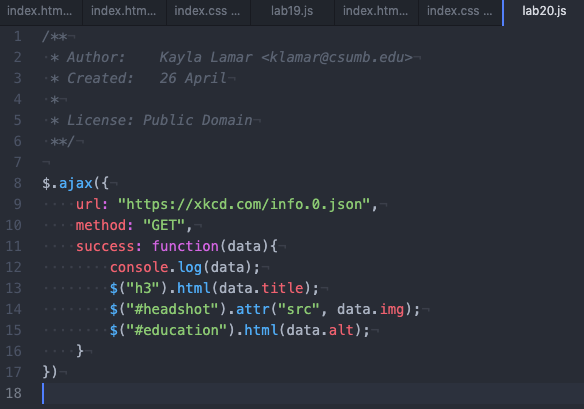 index.htm... index.htm... index.css ... lab19.js index.htm... index.css ... lab20.js
1 /**
2  * Author:    Kayla Lamar <klamar@csumb.edu>
3  * Created:   26 April
4  *
5  * License: Public Domain
6  **/
7
8 $.ajax({
9     url: "https://xkcd.com/info.0.json",
10     method: "GET",
11     success: function(data){
12         console.log(data);
13         $("h3").html(data.title);
14         $("#headshot").attr("src", data.img);
15         $("#education").html(data.alt);
16     }
17 })
18